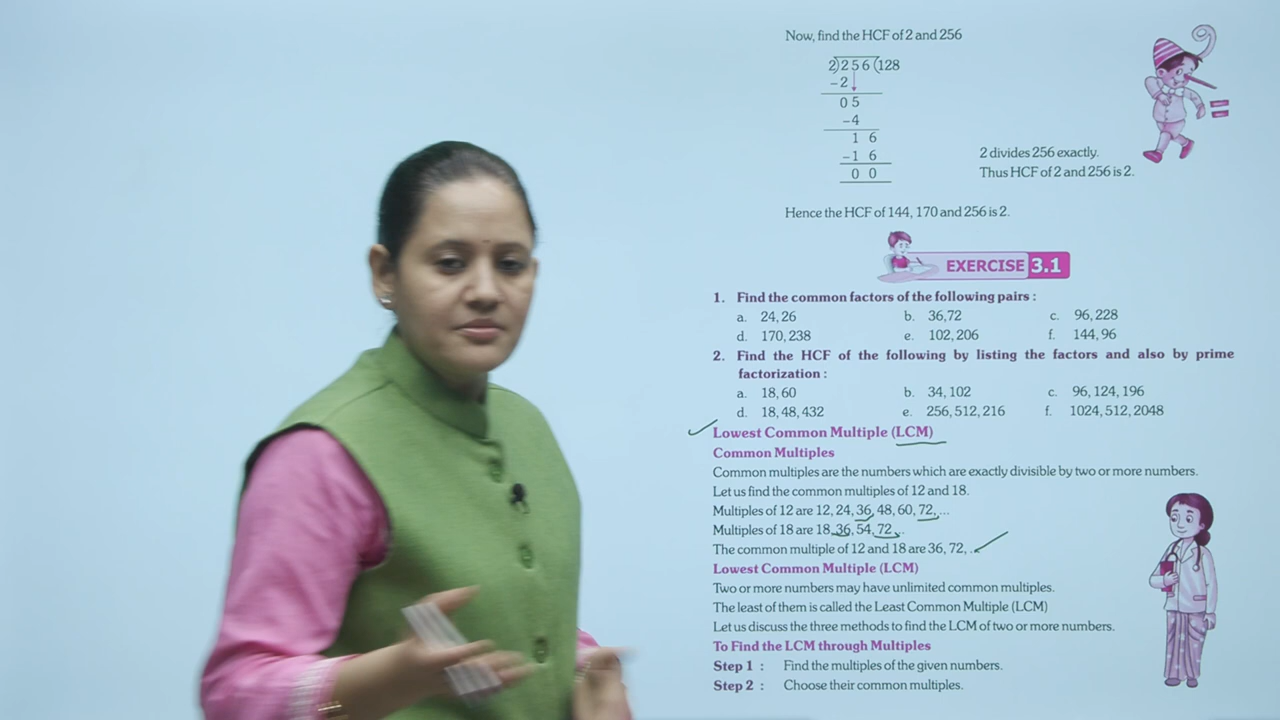 Now, find the HCF of 2 and 256
2)256(128
-2
05
-4
16
-16
00
2 divides 256 exactly.
Thus HCF of 2 and 256 is 2.
Hence the HCF of 144, 170 and 256 is 2.
EXERCISE 3.1
1. Find the common factors of the following pairs :
a. 24, 26 b. 36, 72 c. 96, 228
d. 170, 238 e. 102, 206 f. 144, 96
2. Find the HCF of the following by listing the factors and also by prime
factorization :
a. 18, 60 b. 34, 102 c. 96, 124, 196
d. 18, 48, 432 e. 256, 512, 216 f. 1024, 512, 2048
Lowest Common Multiple (LCM)
Common Multiples
Common multiples are the numbers which are exactly divisible by two or more numbers.
Let us find the common multiples of 12 and 18.
Multiples of 12 are 12, 24, 36, 48, 60, 72, ...
Multiples of 18 are 18, 36, 54, 72, ..
The common multiple of 12 and 18 are 36, 72, ..
Lowest Common Multiple (LCM)
Two or more numbers may have unlimited common multiples.
The least of them is called the Least Common Multiple (LCM)
Let us discuss the three methods to find the LCM of two or more numbers.
To Find the LCM through Multiples
Step 1 : Find the multiples of the given numbers.
Step 2 : Choose their common multiples.